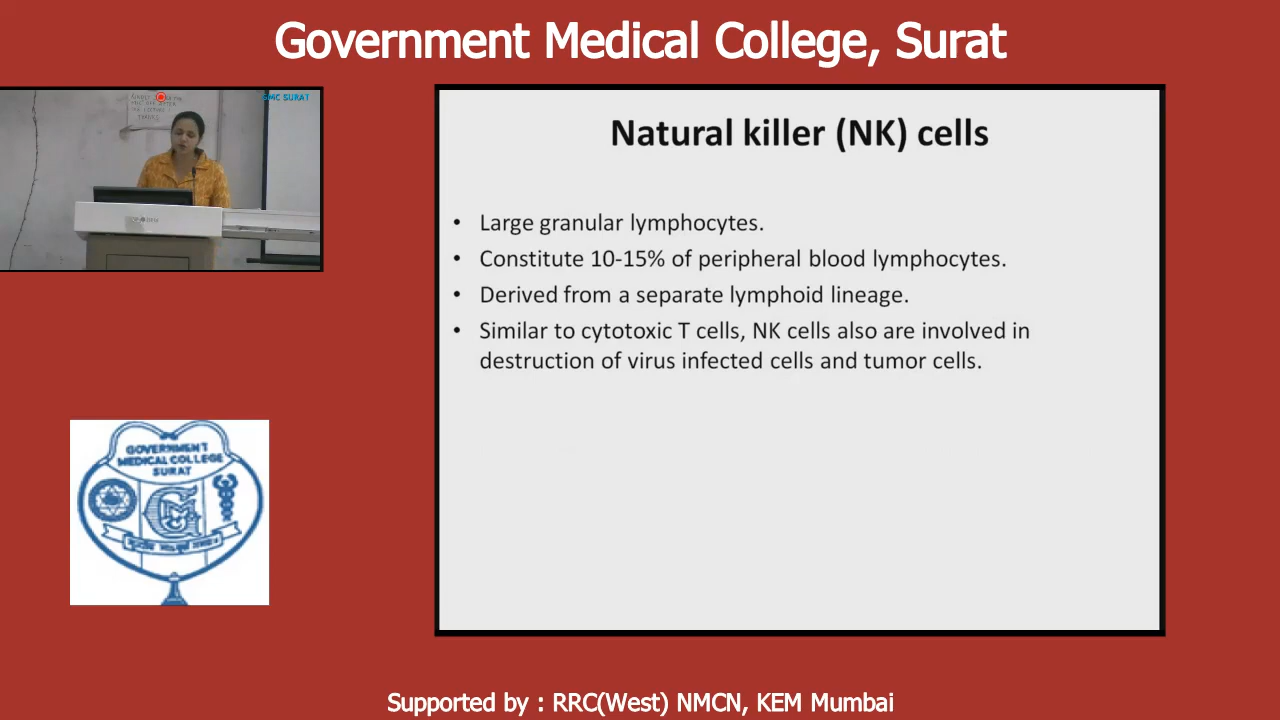 Government Medical College, Surat
GMC SURAT
Natural killer (NK) cells
• Large granular lymphocytes.
• Constitute 10-15% of peripheral blood lymphocytes.
• Derived from a separate lymphoid lineage.
• Similar to cytotoxic T cells, NK cells also are involved in
destruction of virus infected cells and tumor cells.
GOVERNMENT
MEDICAL COLLEGE
SURAT
Supported by : RRC(West) NMCN, KEM Mumbai